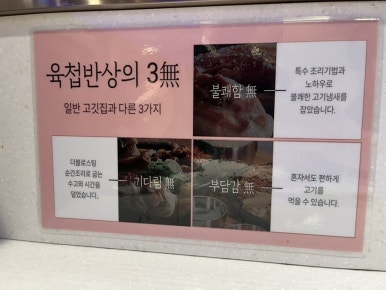 육첩반상의 3無
일반 고깃집과 다른 3가지
불쾌함 無
특수 조리기법과
노하우로
불쾌한 고기냄새를
잡았습니다.
더블로스팅
순간조리로 굽는
수고와 시간을
덜었습니다.
기다림 無
부담감 無
혼자서도 편하게
고기를
먹을 수 있습니다.